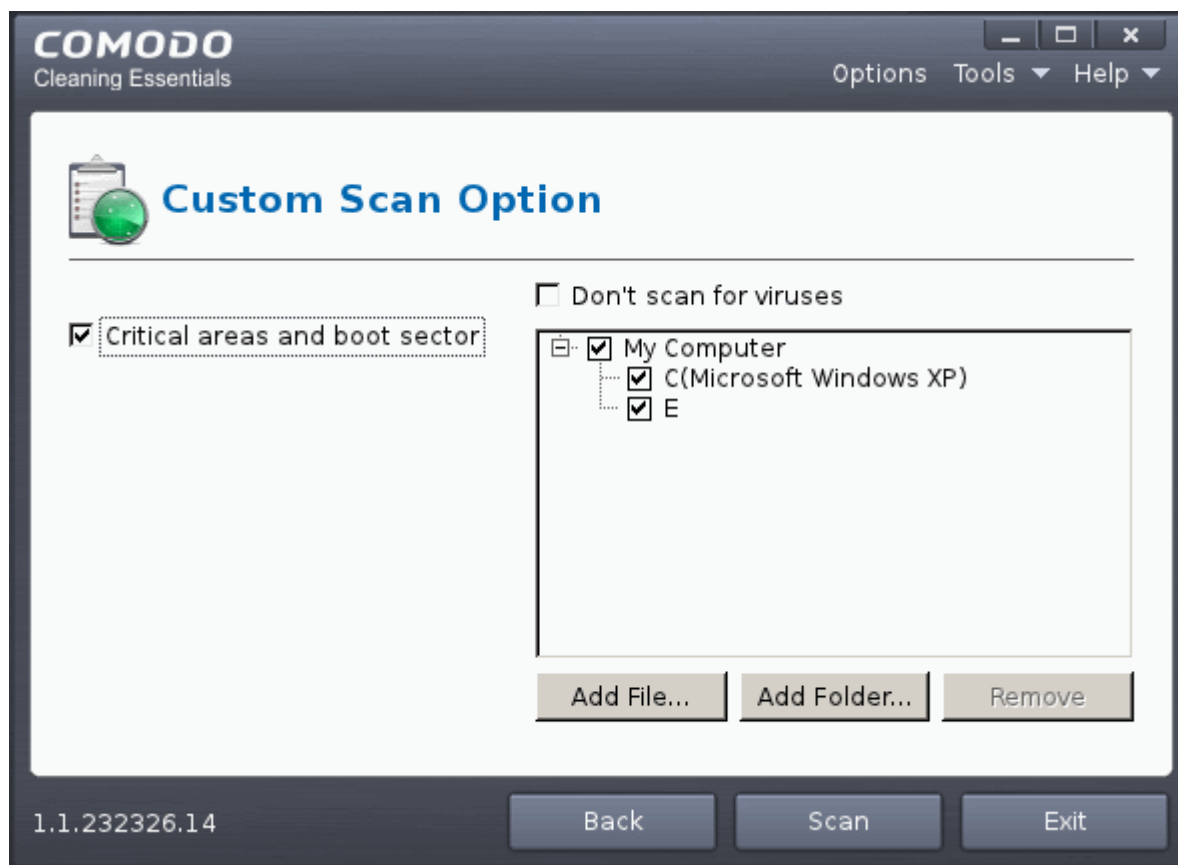 COMODO
Cleaning Essentials
Options Tools Help
Custom Scan Option
Don't scan for viruses
Critical areas and boot sector
My Computer
C(Microsoft Windows XP)
E
Add File... Add Folder... Remove
1.1.232326.14 Back Scan Exit